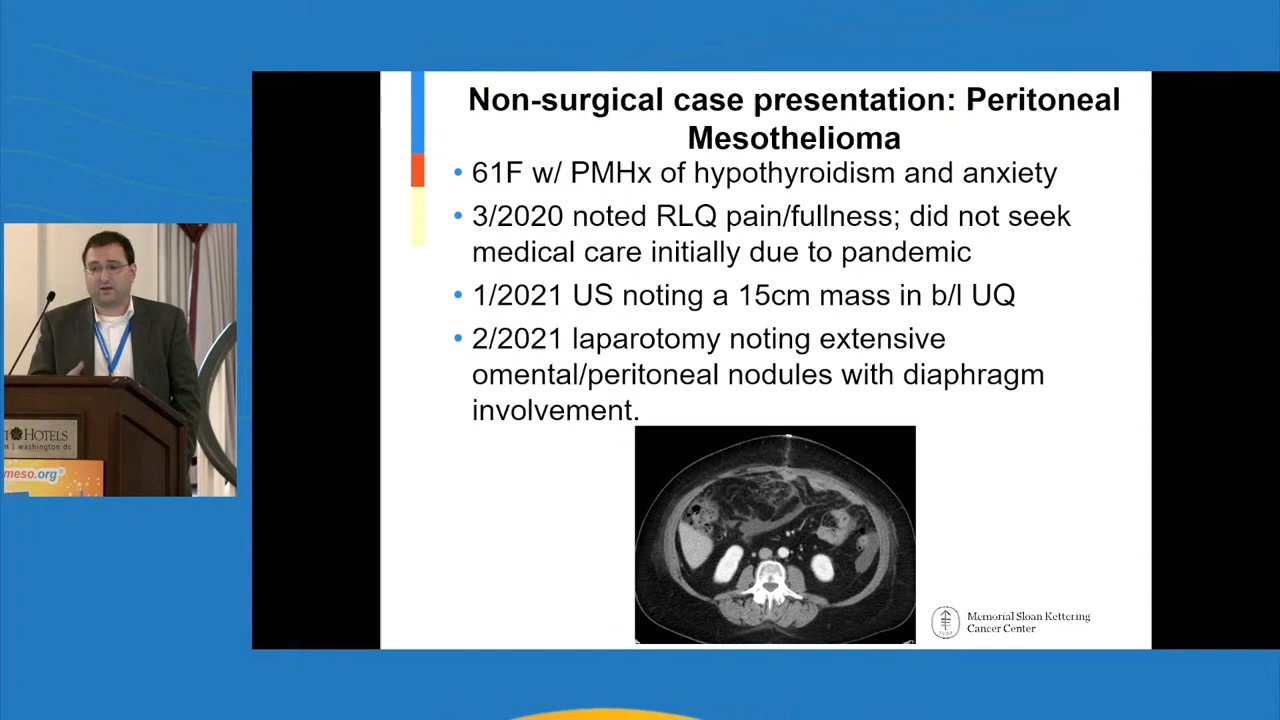 Non-surgical case presentation: Peritoneal
Mesothelioma
• 61F w/ PMHx of hypothyroidism and anxiety
• 3/2020 noted RLQ pain/fullness; did not seek
medical care initially due to pandemic
• 1/2021 US noting a 15cm mass in b/l UQ
• 2/2021 laparotomy noting extensive
omental/peritoneal nodules with diaphragm
involvement.
Memorial Sloan Kettering
Cancer Center
HOTELS
washington dc
meso.org